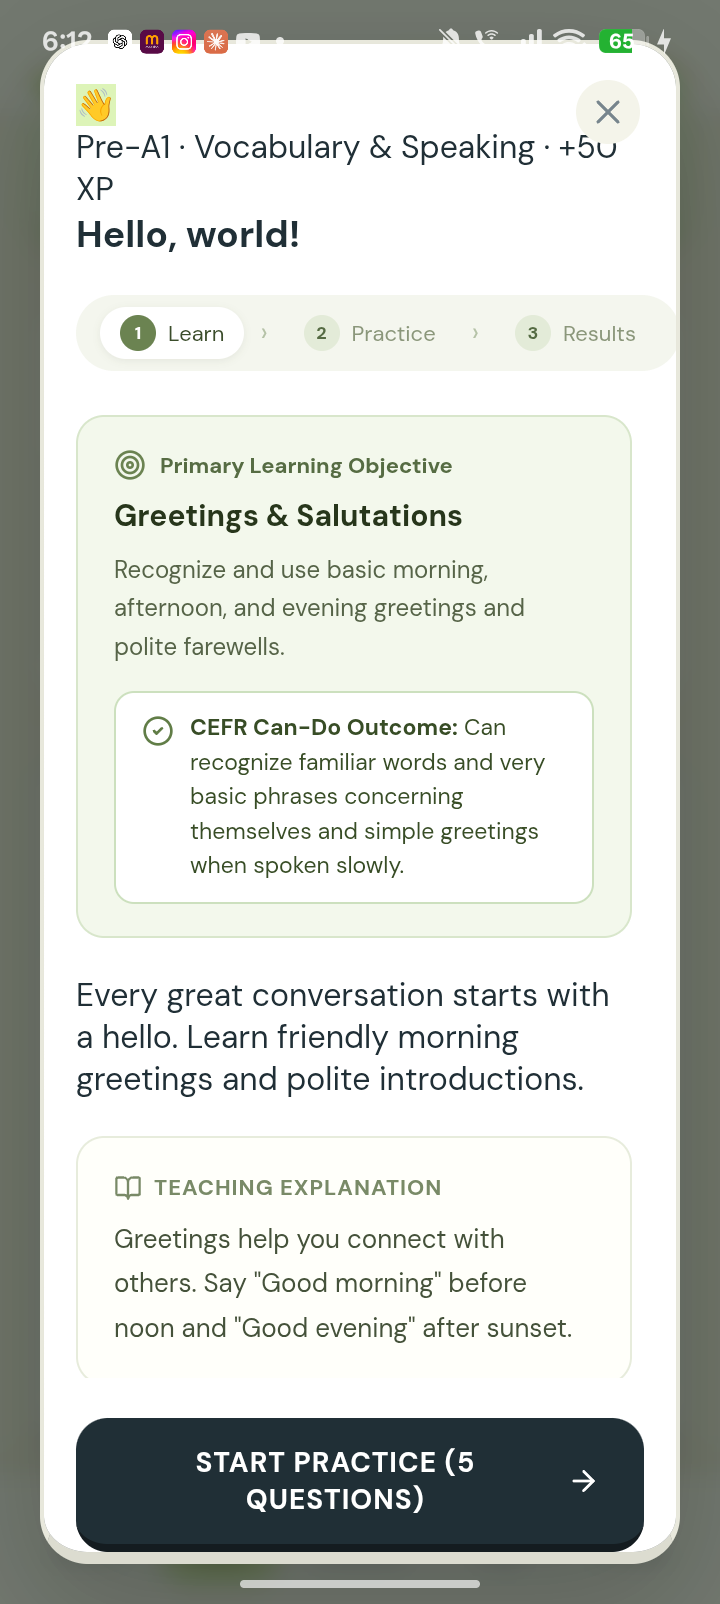 6:12
65
Pre-A1 · Vocabulary & Speaking · +50
XP
Hello, world!
1 Learn › 2 Practice › 3 Results
Primary Learning Objective
Greetings & Salutations
Recognize and use basic morning,
afternoon, and evening greetings and
polite farewells.
CEFR Can-Do Outcome: Can
recognize familiar words and very
basic phrases concerning
themselves and simple greetings
when spoken slowly.
Every great conversation starts with
a hello. Learn friendly morning
greetings and polite introductions.
TEACHING EXPLANATION
Greetings help you connect with
others. Say "Good morning" before
noon and "Good evening" after sunset.
START PRACTICE (5
QUESTIONS)